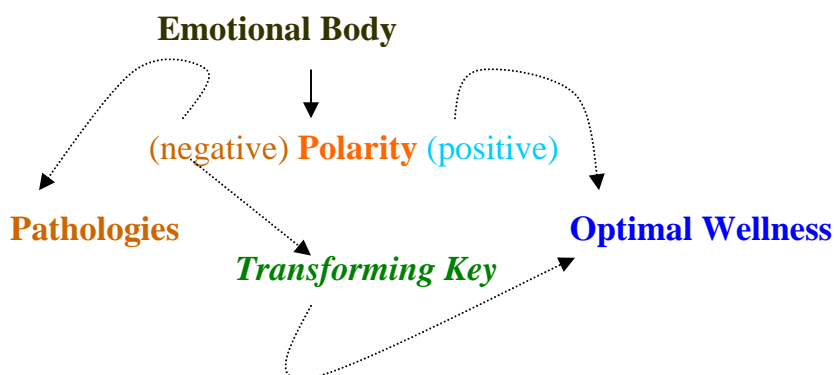 Emotional Body
(negative) Polarity (positive)
Pathologies
Optimal Wellness
Transforming Key